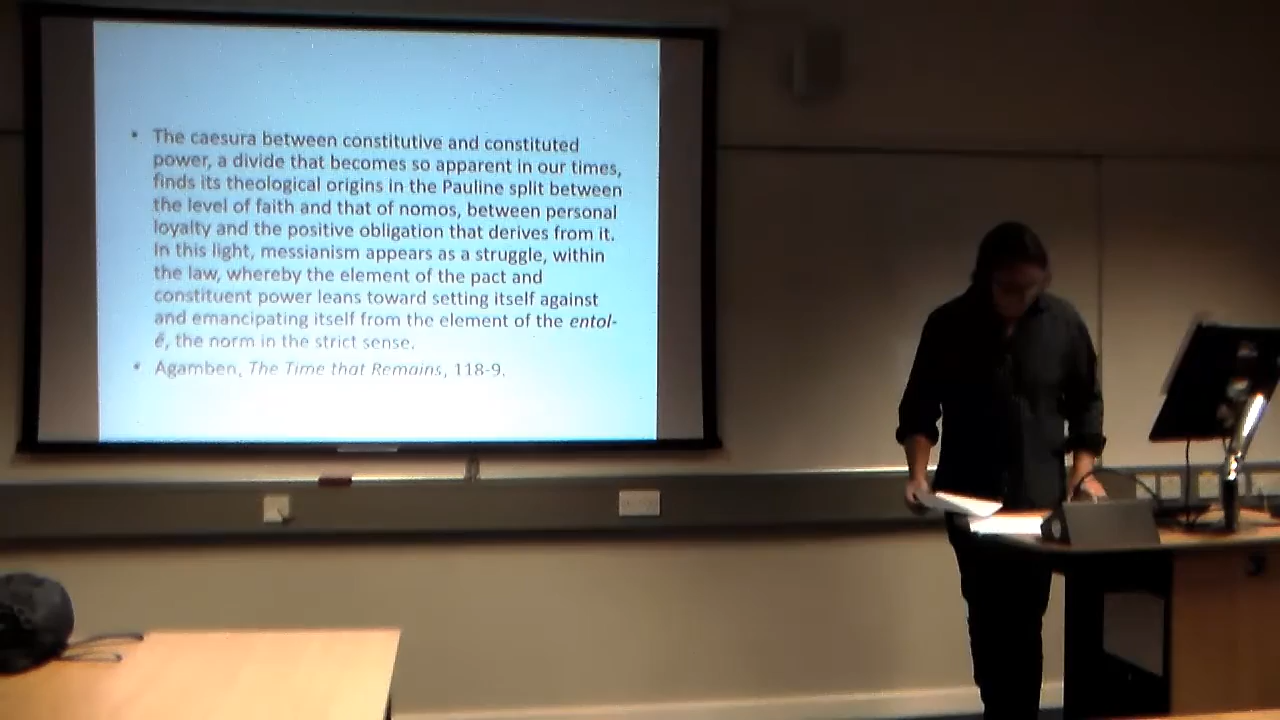 • The caesura between constitutive and constituted
power, a divide that becomes so apparent in our times,
finds its theological origins in the Pauline split between
the level of faith and that of nomos, between personal
loyalty and the positive obligation that derives from it.
In this light, messianism appears as a struggle, within
the law, whereby the element of the pact and
constituent power leans toward setting itself against
and emancipating itself from the element of the entol-
ē, the norm in the strict sense.
• Agamben, The Time that Remains, 118-9.